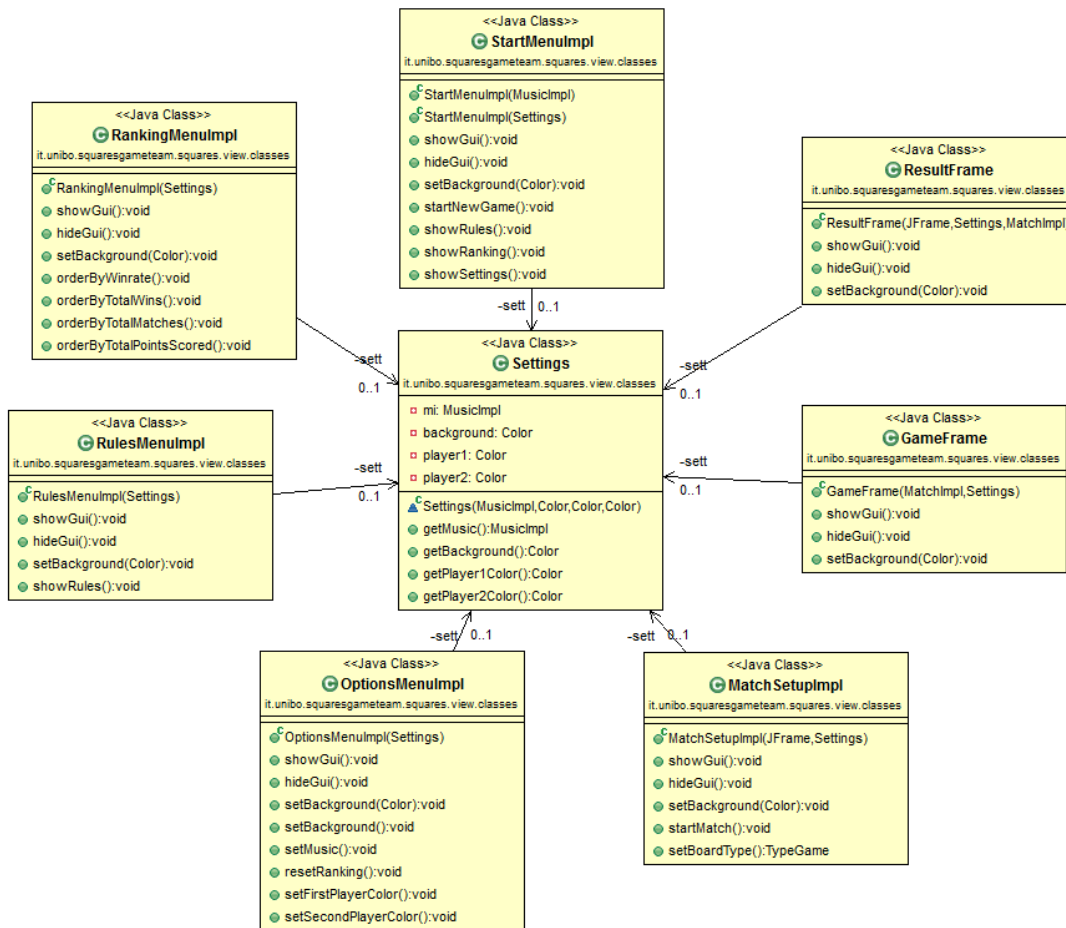 <<Java Class>>
StartMenuImpl
it.unibo.squaresgameteam.squares.view.classes
StartMenuImpl(MusicImpl)
StartMenuImpl(Settings)
showGui():void
hideGui():void
setBackground(Color):void
startNewGame():void
showRules():void
showRanking():void
showSettings():void
-sett
0..1
<<Java Class>>
RankingMenuImpl
it.unibo.squaresgameteam.squares.view.classes
RankingMenuImpl(Settings)
showGui():void
hideGui():void
setBackground(Color):void
orderByWinrate():void
orderByTotalWins():void
orderByTotalMatches():void
orderByTotalPointsScored():void
-sett
0..1
<<Java Class>>
ResultFrame
it.unibo.squaresgameteam.squares.view.classes
ResultFrame(JFrame,Settings,MatchImpl)
showGui():void
hideGui():void
setBackground(Color):void
-sett
0..1
<<Java Class>>
Settings
it.unibo.squaresgameteam.squares.view.classes
mi: MusicImpl
background: Color
player1: Color
player2: Color
Settings(MusicImpl,Color,Color,Color)
getMusic():MusicImpl
getBackground():Color
getPlayer1Color():Color
getPlayer2Color():Color
<<Java Class>>
RulesMenuImpl
it.unibo.squaresgameteam.squares.view.classes
RulesMenuImpl(Settings)
showGui():void
hideGui():void
setBackground(Color):void
showRules():void
-sett
0..1
<<Java Class>>
GameFrame
it.unibo.squaresgameteam.squares.view.classes
GameFrame(MatchImpl,Settings)
showGui():void
hideGui():void
setBackground(Color):void
-sett
0..1
<<Java Class>>
OptionsMenuImpl
it.unibo.squaresgameteam.squares.view.classes
OptionsMenuImpl(Settings)
showGui():void
hideGui():void
setBackground(Color):void
setBackground():void
setMusic():void
resetRanking():void
setFirstPlayerColor():void
setSecondPlayerColor():void
-sett
0..1
<<Java Class>>
MatchSetupImpl
it.unibo.squaresgameteam.squares.view.classes
MatchSetupImpl(JFrame,Settings)
showGui():void
hideGui():void
setBackground(Color):void
startMatch():void
setBoardType():TypeGame
-sett
0..1